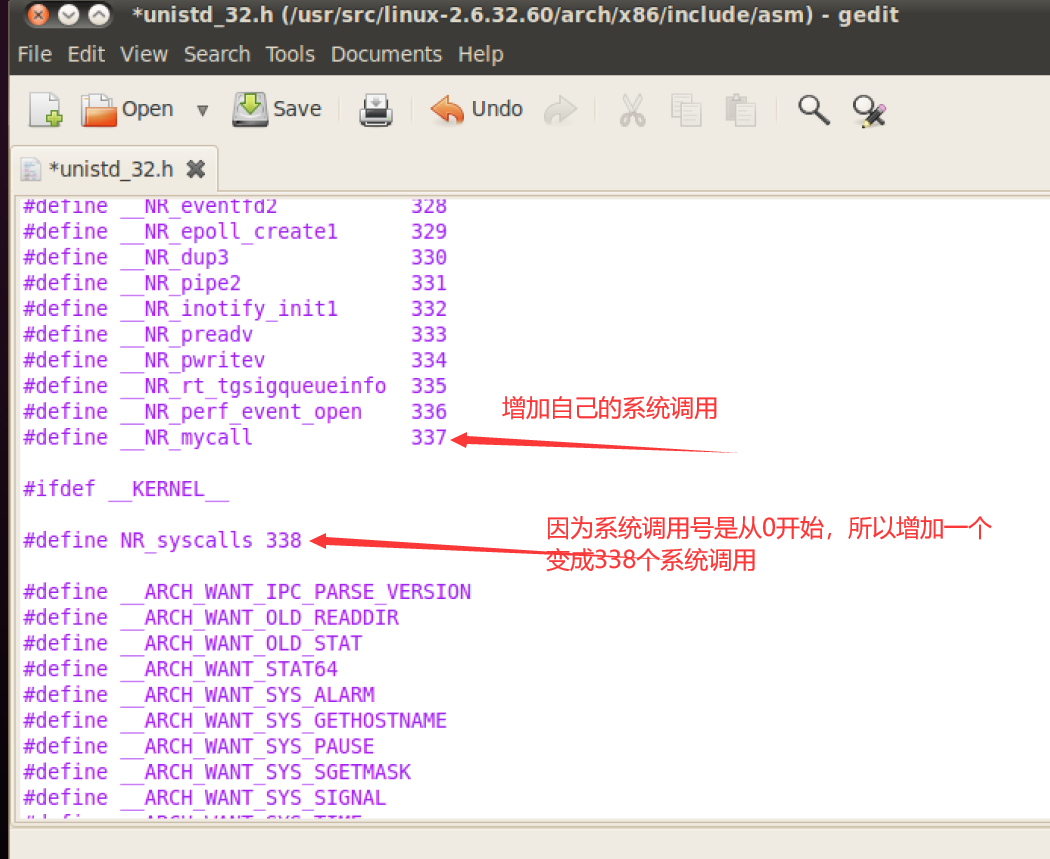 *unistd_32.h (/usr/src/linux-2.6.32.60/arch/x86/include/asm) - gedit
File Edit View Search Tools Documents Help
Open Save Undo
*unistd_32.h
#define __NR_eventfd2 328
#define __NR_epoll_create1 329
#define __NR_dup3 330
#define __NR_pipe2 331
#define __NR_inotify_init1 332
#define __NR_preadv 333
#define __NR_pwritev 334
#define __NR_rt_tgsigqueueinfo 335
#define __NR_perf_event_open 336
增加自己的系统调用
#define __NR_mycall 337
#ifdef __KERNEL__
#define NR_syscalls 338
因为系统调用号是从0开始，所以增加一个
变成338个系统调用
#define __ARCH_WANT_IPC_PARSE_VERSION
#define __ARCH_WANT_OLD_READDIR
#define __ARCH_WANT_OLD_STAT
#define __ARCH_WANT_STAT64
#define __ARCH_WANT_SYS_ALARM
#define __ARCH_WANT_SYS_GETHOSTNAME
#define __ARCH_WANT_SYS_PAUSE
#define __ARCH_WANT_SYS_SGETMASK
#define __ARCH_WANT_SYS_SIGNAL